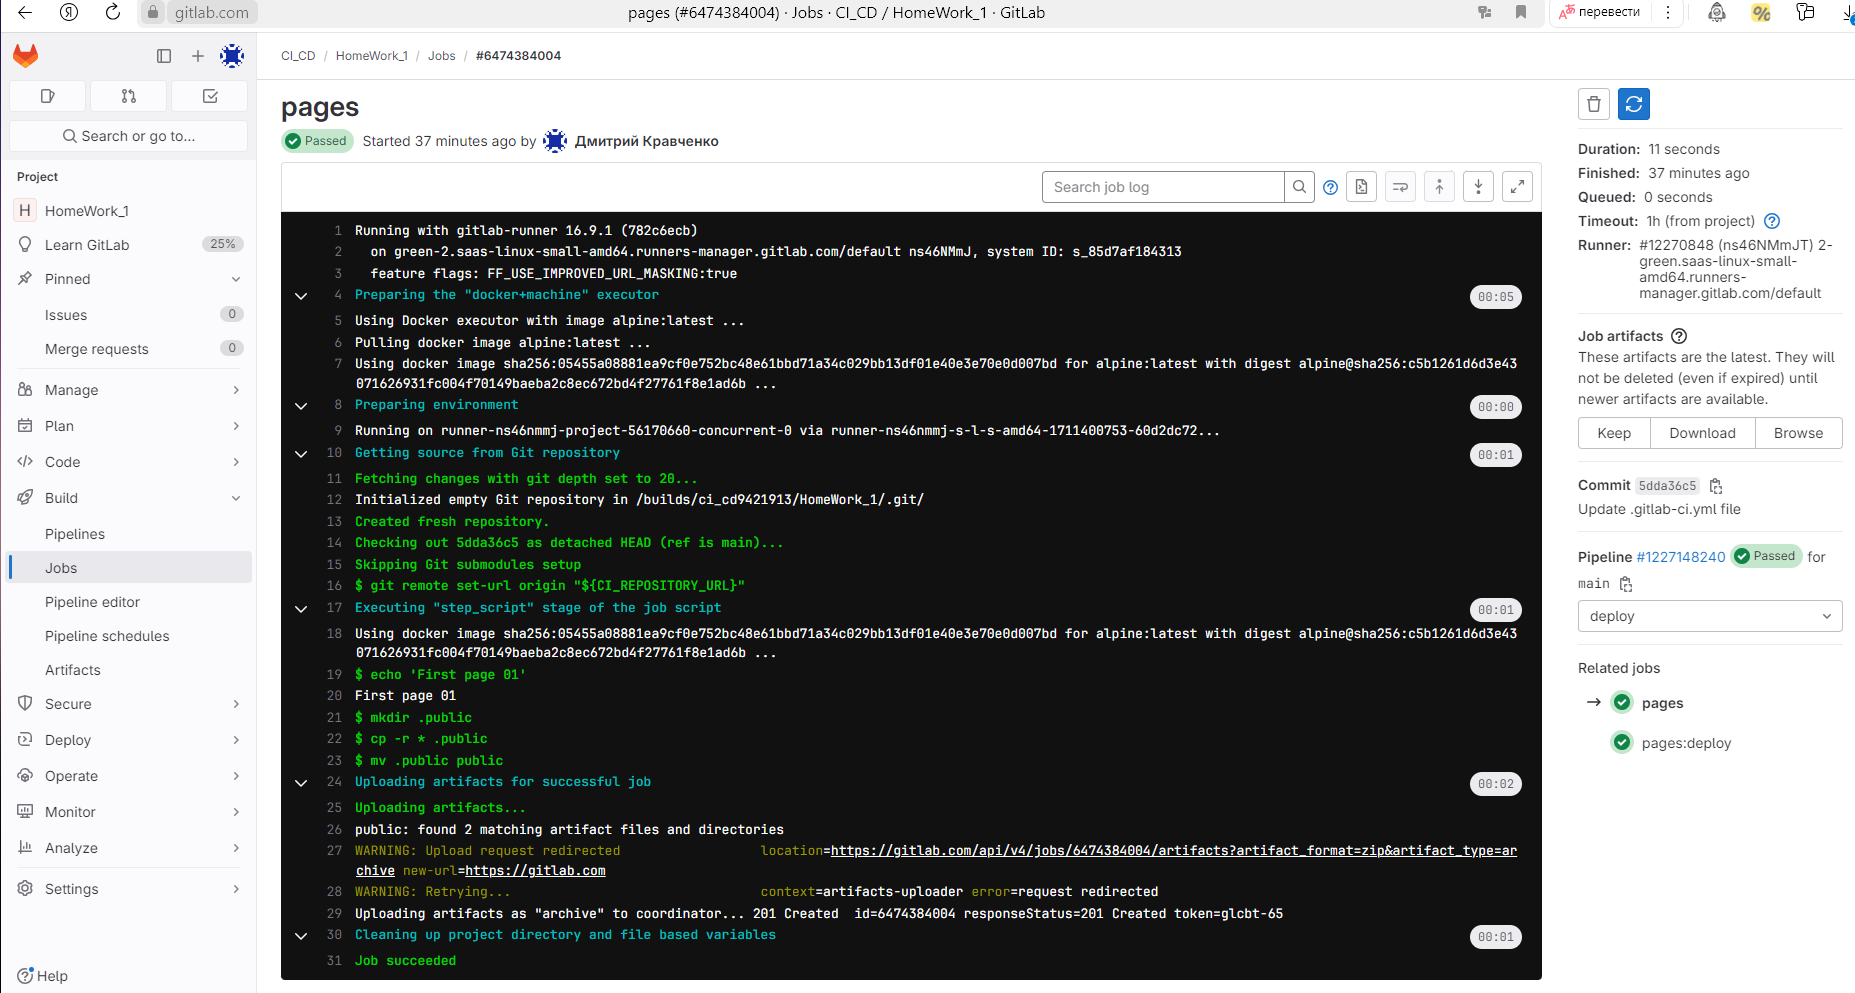 gitlab.com
pages (#6474384004) · Jobs · CI_CD / HomeWork_1 · GitLab
перевести
CI_CD / HomeWork_1 / Jobs / #6474384004
Search or go to...
Project
H HomeWork_1
Learn GitLab 25%
Pinned
Issues 0
Merge requests 0
Manage
Plan
Code
Build
Pipelines
Jobs
Pipeline editor
Pipeline schedules
Artifacts
Secure
Deploy
Operate
Monitor
Analyze
Settings
Help
pages
Passed Started 37 minutes ago by Дмитрий Кравченко
Search job log
1 Running with gitlab-runner 16.9.1 (782c6ecb)
2 on green-2.saas-linux-small-amd64.runners-manager.gitlab.com/default ns46NMmJ, system ID: s_85d7af184313
3 feature flags: FF_USE_IMPROVED_URL_MASKING:true
4 Preparing the "docker+machine" executor 00:05
5 Using Docker executor with image alpine:latest ...
6 Pulling docker image alpine:latest ...
7 Using docker image sha256:05455a08881ea9cf0e752bc48e61bbd71a34c029bb13df01e40e3e70e0d007bd for alpine:latest with digest alpine@sha256:c5b1261d6d3e43
071626931fc004f70149baeba2c8ec672bd4f27761f8e1ad6b ...
8 Preparing environment 00:00
9 Running on runner-ns46nmmj-project-56170660-concurrent-0 via runner-ns46nmmj-s-l-s-amd64-1711400753-60d2dc72...
10 Getting source from Git repository 00:01
11 Fetching changes with git depth set to 20...
12 Initialized empty Git repository in /builds/ci_cd9421913/HomeWork_1/.git/
13 Created fresh repository.
14 Checking out 5dda36c5 as detached HEAD (ref is main)...
15 Skipping Git submodules setup
16 $ git remote set-url origin "${CI_REPOSITORY_URL}"
17 Executing "step_script" stage of the job script 00:01
18 Using docker image sha256:05455a08881ea9cf0e752bc48e61bbd71a34c029bb13df01e40e3e70e0d007bd for alpine:latest with digest alpine@sha256:c5b1261d6d3e43
071626931fc004f70149baeba2c8ec672bd4f27761f8e1ad6b ...
19 $ echo 'First page 01'
20 First page 01
21 $ mkdir .public
22 $ cp -r * .public
23 $ mv .public public
24 Uploading artifacts for successful job 00:02
25 Uploading artifacts...
26 public: found 2 matching artifact files and directories
27 WARNING: Upload request redirected location=https://gitlab.com/api/v4/jobs/6474384004/artifacts?artifact_format=zip&artifact_type=ar
chive new-url=https://gitlab.com
28 WARNING: Retrying... context=artifacts-uploader error=request redirected
29 Uploading artifacts as "archive" to coordinator... 201 Created id=6474384004 responseStatus=201 Created token=glcbt-65
30 Cleaning up project directory and file based variables 00:01
31 Job succeeded
Duration: 11 seconds
Finished: 37 minutes ago
Queued: 0 seconds
Timeout: 1h (from project)
Runner: #12270848 (ns46NMmJT) 2-
green.saas-linux-small-
amd64.runners-
manager.gitlab.com/default
Job artifacts
These artifacts are the latest. They will
not be deleted (even if expired) until
newer artifacts are available.
Keep Download Browse
Commit 5dda36c5
Update .gitlab-ci.yml file
Pipeline #1227148240 Passed for
main
deploy
Related jobs
pages
pages:deploy